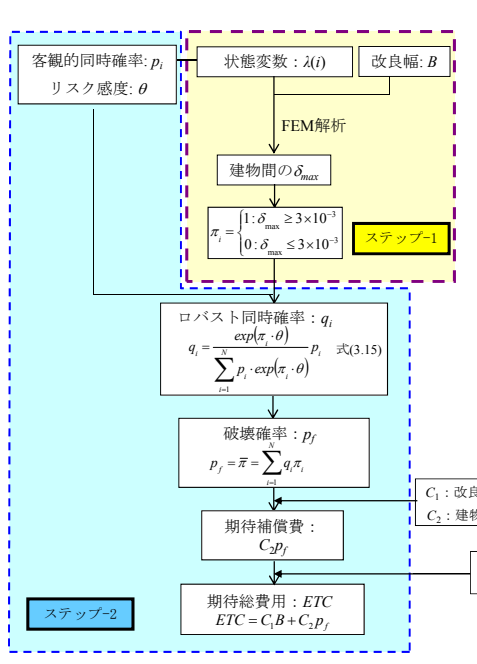 客観的同時確率: p_i
リスク感度: θ
状態変数：λ(i)
改良幅: B
FEM解析
建物間のδ_max
π_i = { 1 : δ_max ≥ 3×10^-3
0 : δ_max ≤ 3×10^-3
ステップ-1
ロバスト同時確率：q_i
q_i = exp(π_i·θ) / Σ_{i=1}^{N} p_i·exp(π_i·θ) p_i 式(3.15)
破壊確率：p_f
p_f = π̄ = Σ_{i=1}^{N} q_i π_i
C_1：改良
C_2：建物
期待補償費：
C_2 p_f
期待総費用：ETC
ETC = C_1 B + C_2 p_f
ステップ-2